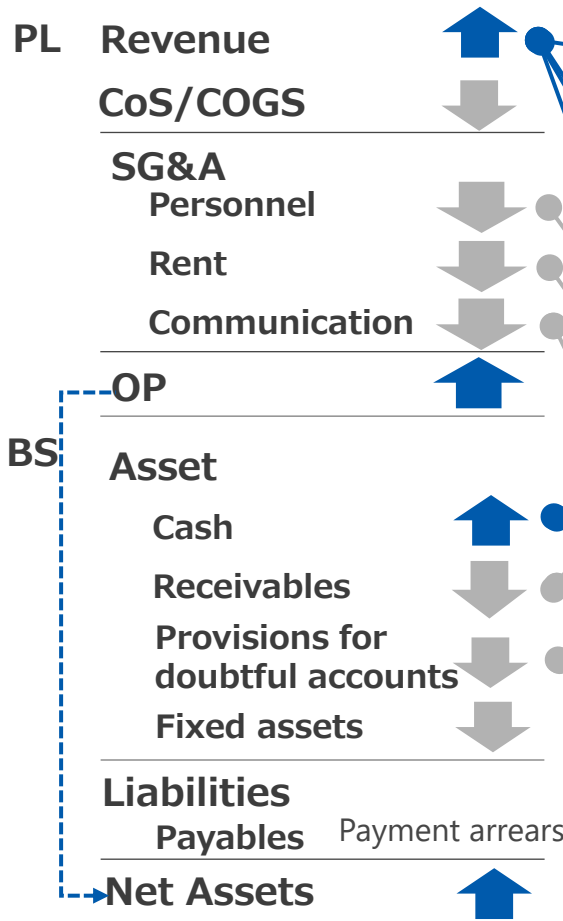 PL Revenue
CoS/COGS
SG&A
Personnel
Rent
Communication
OP
BS
Asset
Cash
Receivables
Provisions for
doubtful accounts
Fixed assets
Liabilities
Payables Payment arrears
Net Assets